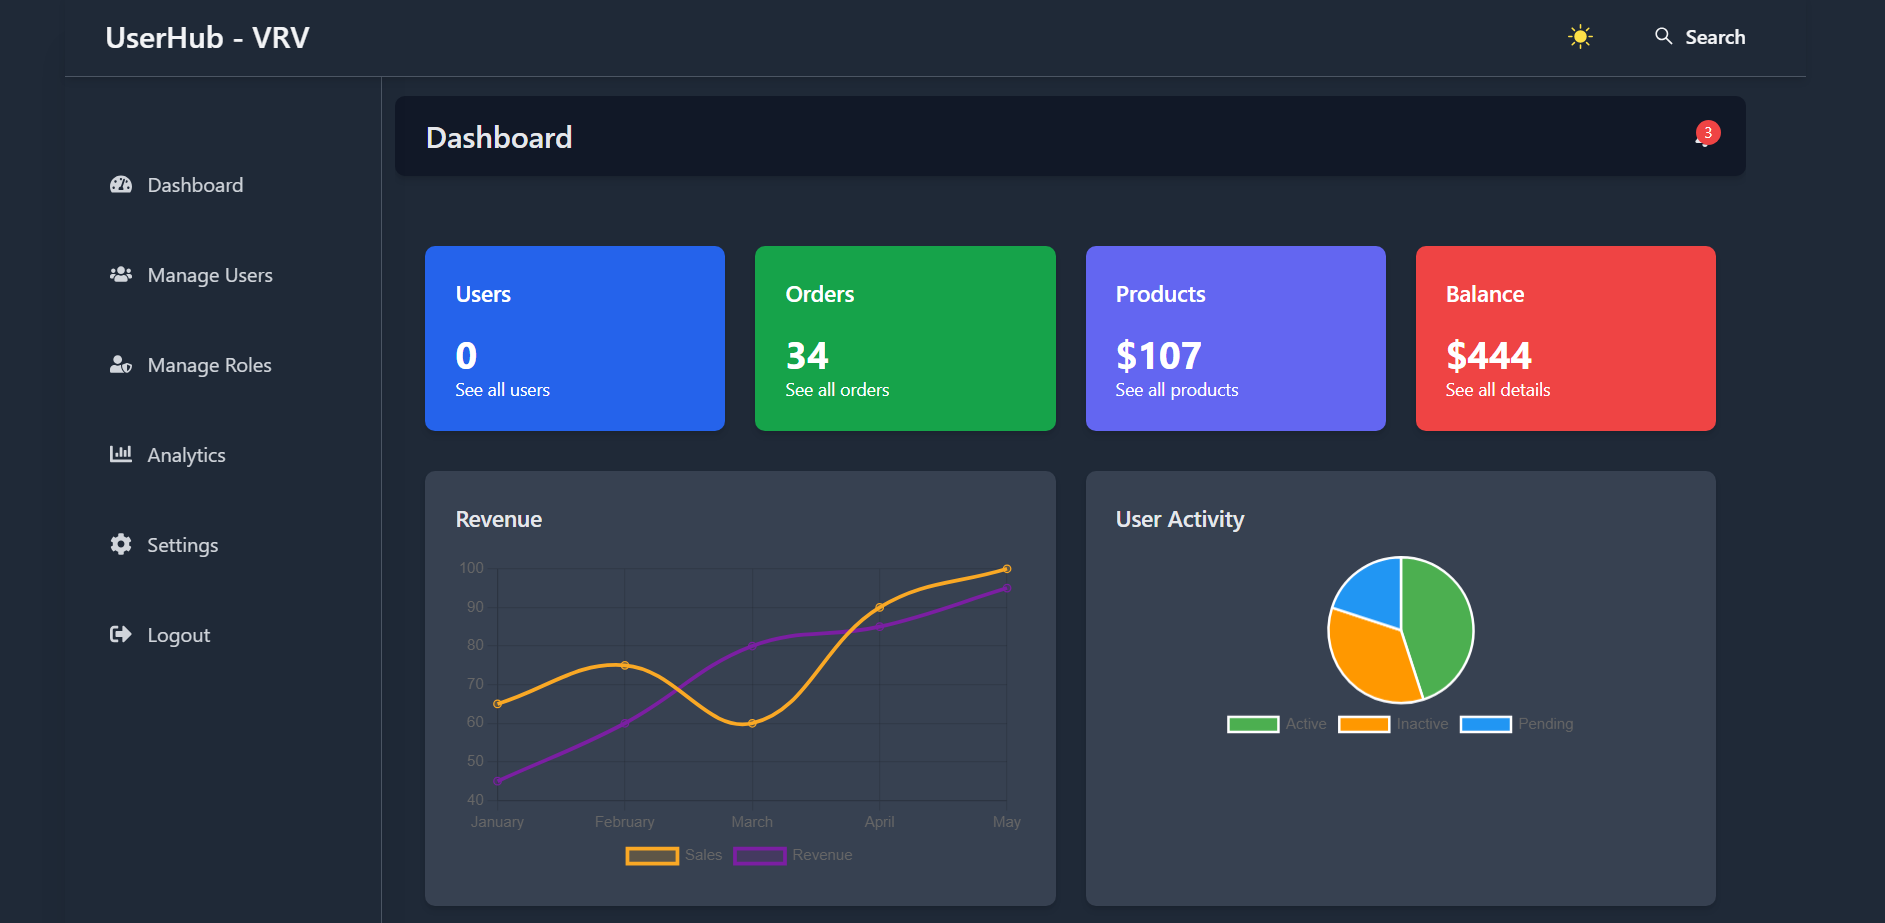 UserHub - VRV
Search
Dashboard
3
Dashboard
Manage Users
Manage Roles
Analytics
Settings
Logout
Users
0
See all users
Orders
34
See all orders
Products
$107
See all products
Balance
$444
See all details
Revenue
100
90
80
70
60
50
40
January February March April May
Sales Revenue
User Activity
Active Inactive Pending